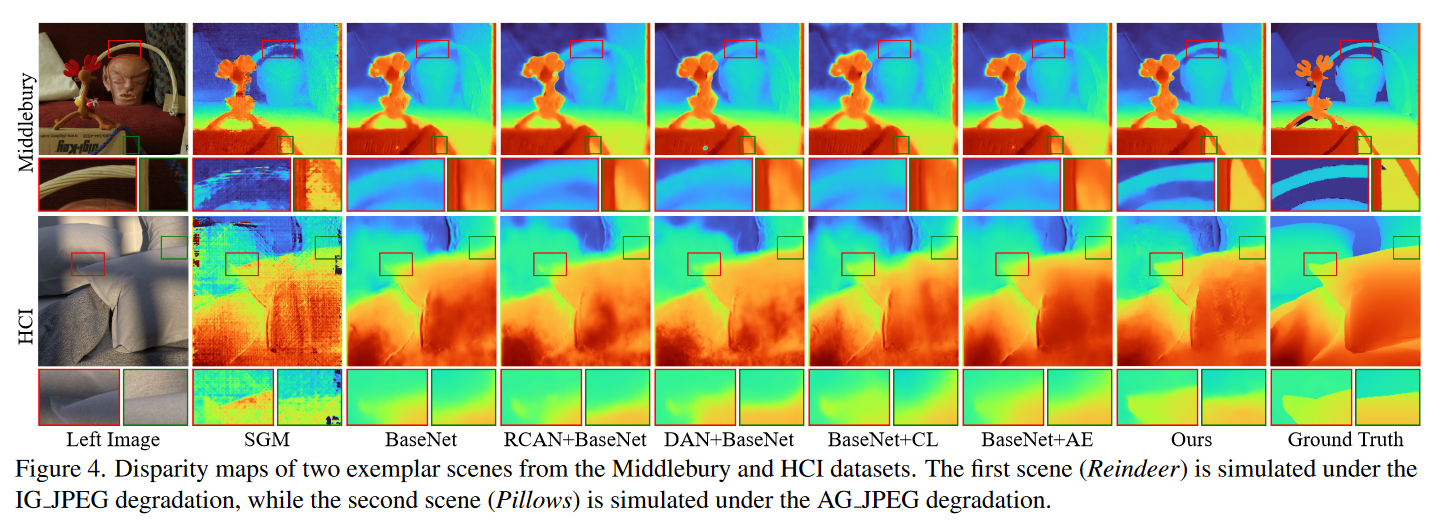 Middlebury
HCI
Left Image SGM BaseNet RCAN+BaseNet DAN+BaseNet BaseNet+CL BaseNet+AE Ours Ground Truth
Figure 4. Disparity maps of two exemplar scenes from the Middlebury and HCI datasets. The first scene (Reindeer) is simulated under the
IG_JPEG degradation, while the second scene (Pillows) is simulated under the AG_JPEG degradation.